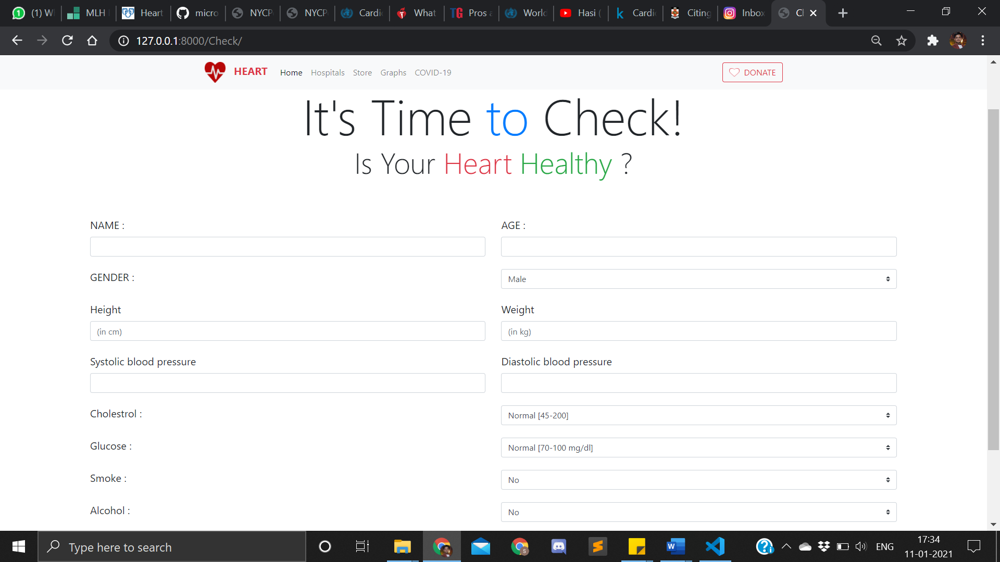 (1) W MLH Heart micro NYCP NYCP Cardi What Pros a World Hasi ( Cardi Citing Inbox Cl
127.0.0.1:8000/Check/
HEART Home Hospitals Store Graphs COVID-19 DONATE
It's Time to Check!
Is Your Heart Healthy ?
NAME : AGE :
GENDER : Male
Height Weight
(in cm) (in kg)
Systolic blood pressure Diastolic blood pressure
Cholestrol : Normal [45-200]
Glucose : Normal [70-100 mg/dl]
Smoke : No
Alcohol : No
Type here to search ENG 17:34
11-01-2021